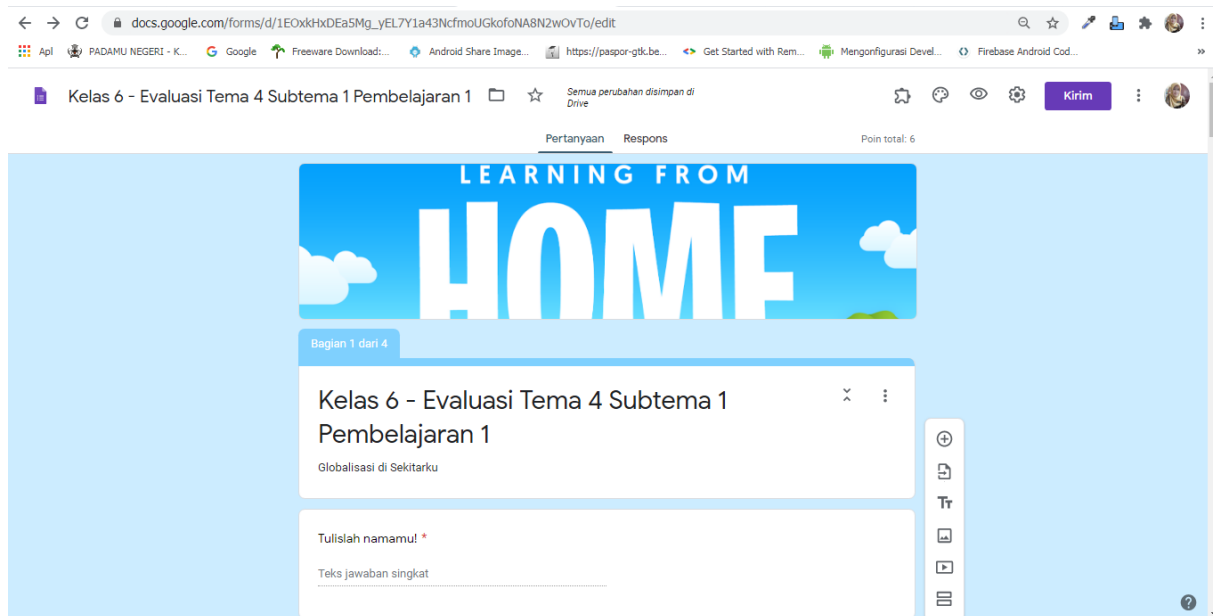 docs.google.com/forms/d/1EOxkHxDEa5Mg_yEL7Y1a43NcfmoUGkofoNA8N2wOvTo/edit
Apl PADAMU NEGERI - K... Google Freeware Download:... Android Share Image... https://paspor-gtk.be... Get Started with Rem... Mengonfigurasi Devel... Firebase Android Cod... »
Kelas 6 - Evaluasi Tema 4 Subtema 1 Pembelajaran 1 Semua perubahan disimpan di
Drive
Kirim
Pertanyaan Respons Poin total: 6
LEARNING FROM
HOME
Bagian 1 dari 4
Kelas 6 - Evaluasi Tema 4 Subtema 1
Pembelajaran 1
Globalisasi di Sekitarku
Tulislah namamu! *
Teks jawaban singkat